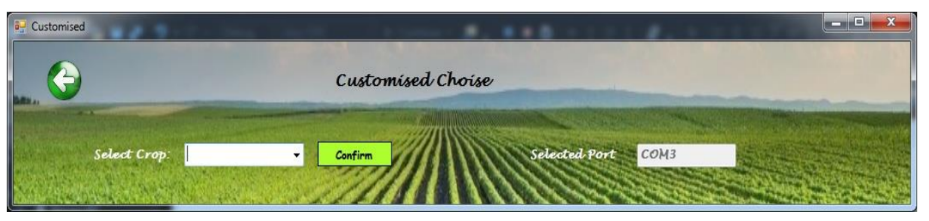 Customised
Customised Choise
Select Crop:
Confirm
Selected Port
COM3